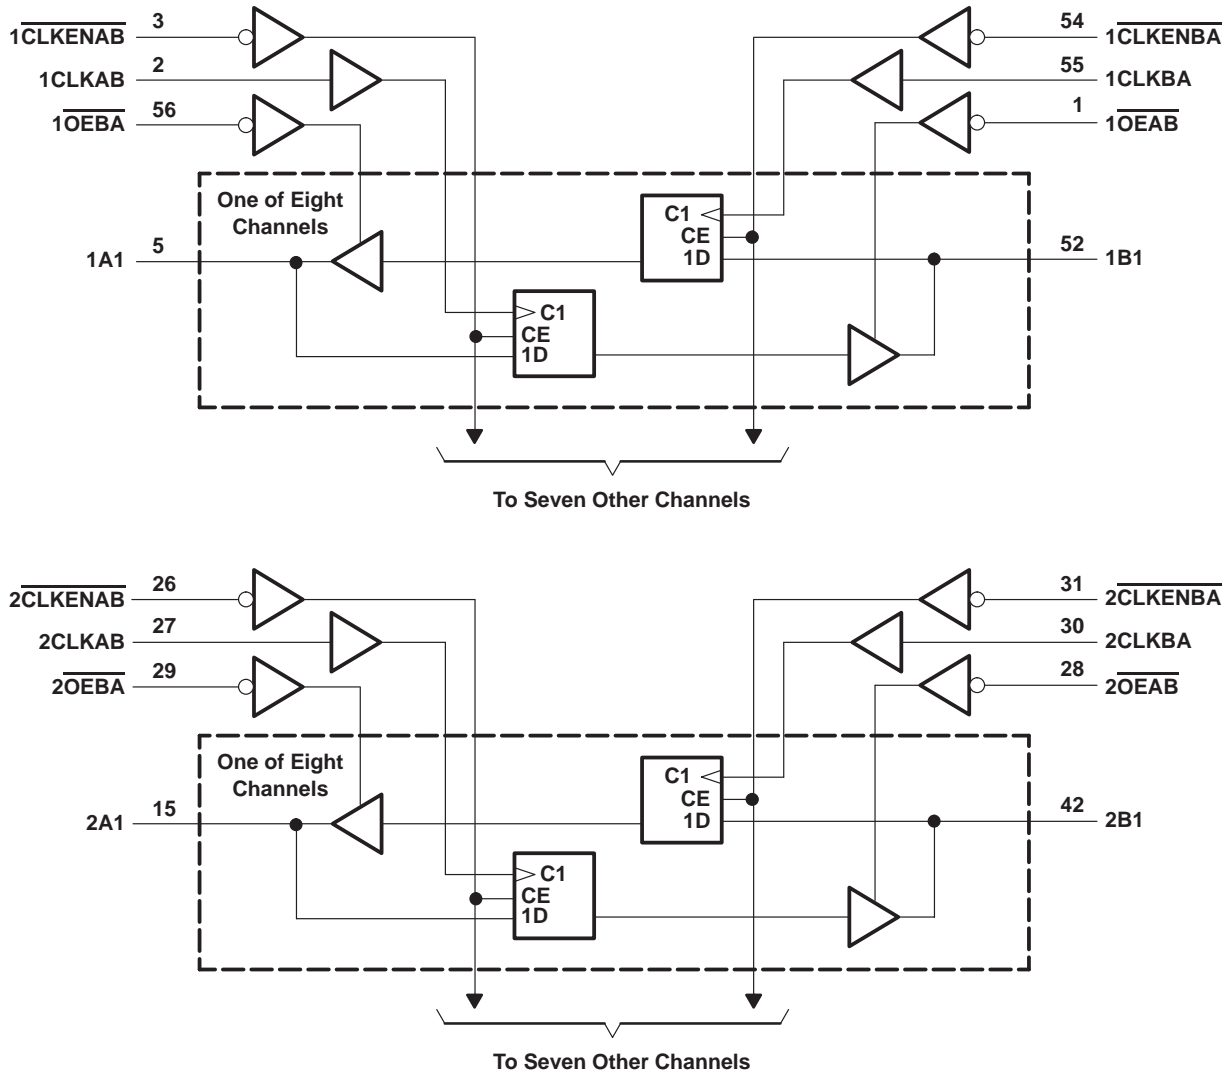 1CLKENAB 3
1CLKAB 2
1OEBA 56
54 1CLKENBA
55 1CLKBA
1 1OEAB
One of Eight
Channels
1A1 5
C1
CE
1D
52 1B1
C1
CE
1D
To Seven Other Channels
2CLKENAB 26
2CLKAB 27
2OEBA 29
31 2CLKENBA
30 2CLKBA
28 2OEAB
One of Eight
Channels
2A1 15
C1
CE
1D
42 2B1
C1
CE
1D
To Seven Other Channels